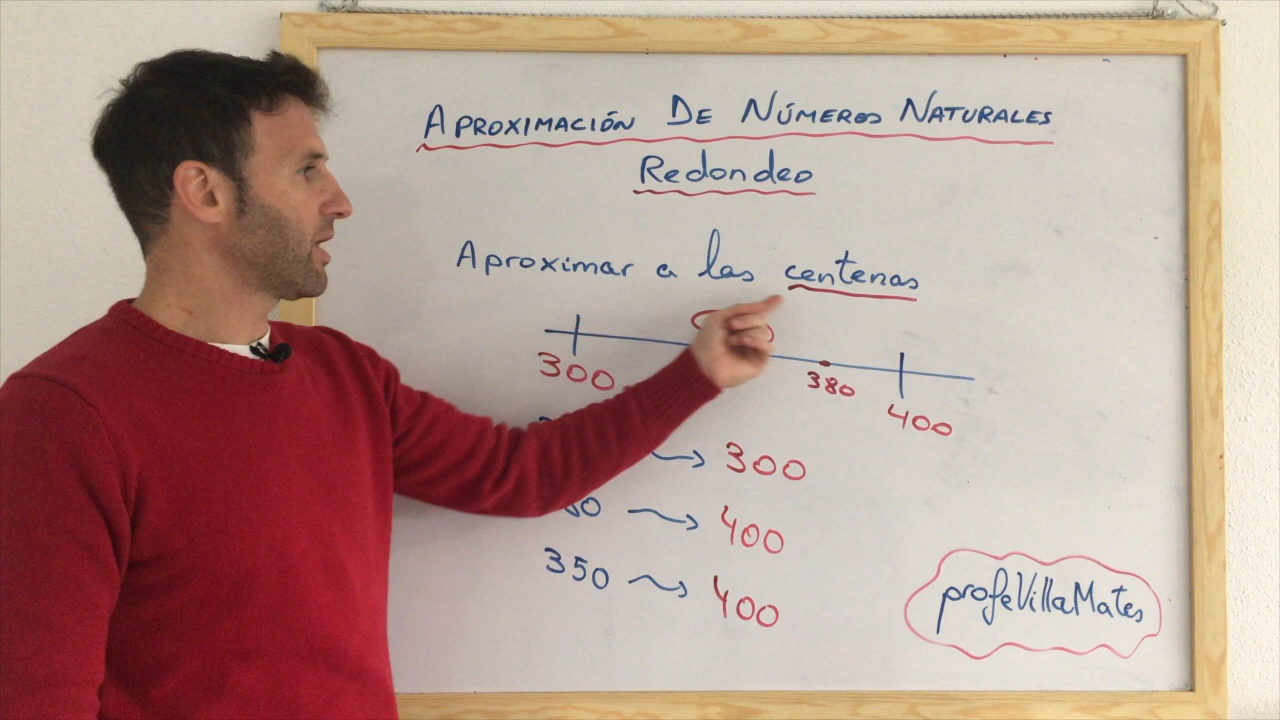 APROXIMACIÓN DE NÚMEROS NATURALES
Redondeo
Aproximar a las centenas
300 380 400
300
400
350 400
profeVillaMates